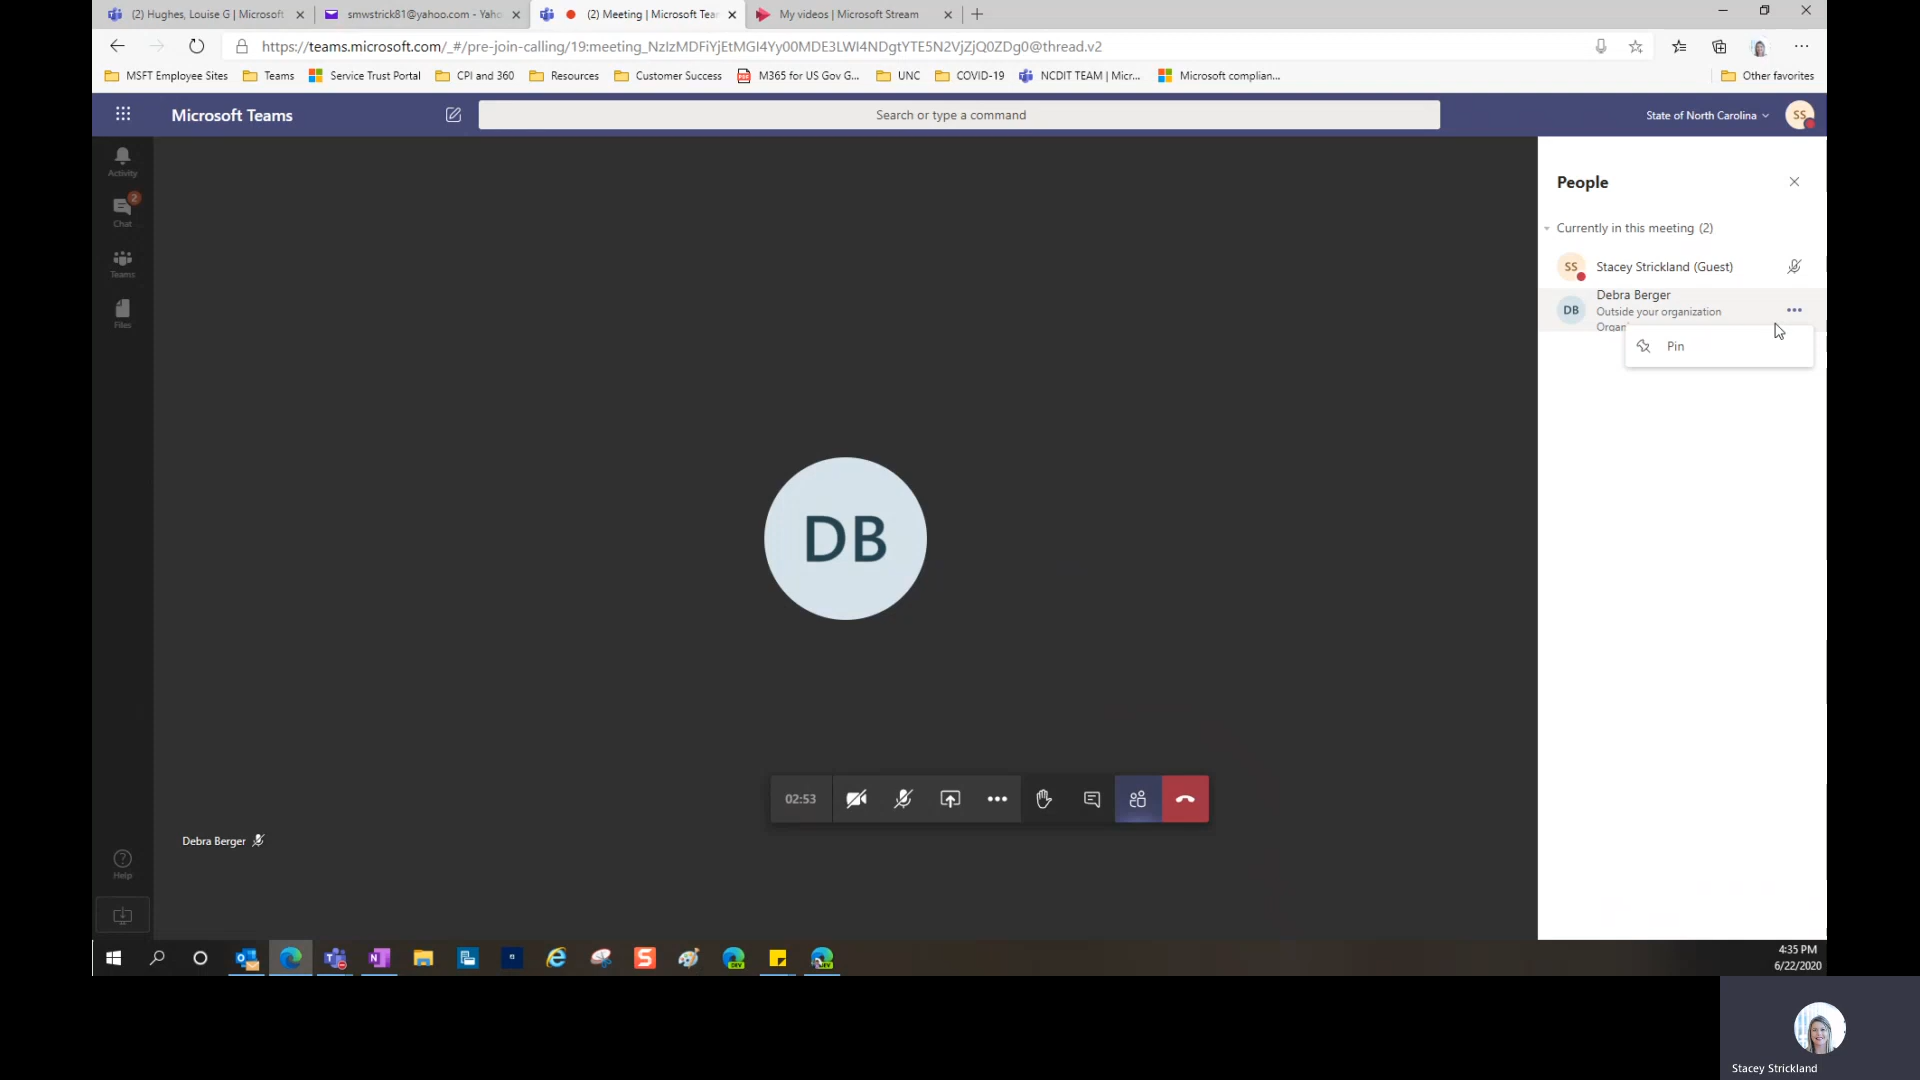 (2) Hughes, Louise G | Microsoft
smwstrick81@yahoo.com - Yaho
(2) Meeting | Microsoft Tea
My videos | Microsoft Stream
https://teams.microsoft.com/_#/pre-join-calling/19:meeting_NzIzMDFiYjEtMGI4Yy00MDE3LWI4NDgtYTE5N2VjZjQ0ZDg0@thread.v2
MSFT Employee Sites
Teams
Service Trust Portal
CPI and 360
Resources
Customer Success
M365 for US Gov G...
UNC
COVID-19
NCDIT TEAM | Micr...
Microsoft complian...
Other favorites
Microsoft Teams
Search or type a command
State of North Carolina
SS
Activity
2
Chat
Teams
Files
Help
People
Currently in this meeting (2)
SS
Stacey Strickland (Guest)
DB
Debra Berger
Outside your organization
Organ
Pin
DB
02:53
Debra Berger
4:35 PM
6/22/2020
Stacey Strickland